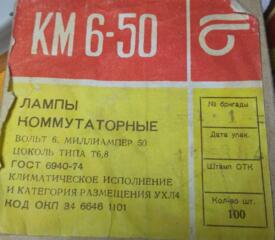 КМ 6-50
ЛАМПЫ
КОММУТАТОРНЫЕ
ВОЛЬТ 6, МИЛЛИАМПЕР 50
ЦОКОЛЬ ТИПА Т6,8
ГОСТ 6940-74
КЛИМАТИЧЕСКОЕ ИСПОЛНЕНИЕ
И КАТЕГОРИЯ РАЗМЕЩЕНИЯ УХЛ4
КОД ОКП 34 6646 1101
№ бригады
1
Дата упак.
Штамп ОТК
Кол-во шт.
100